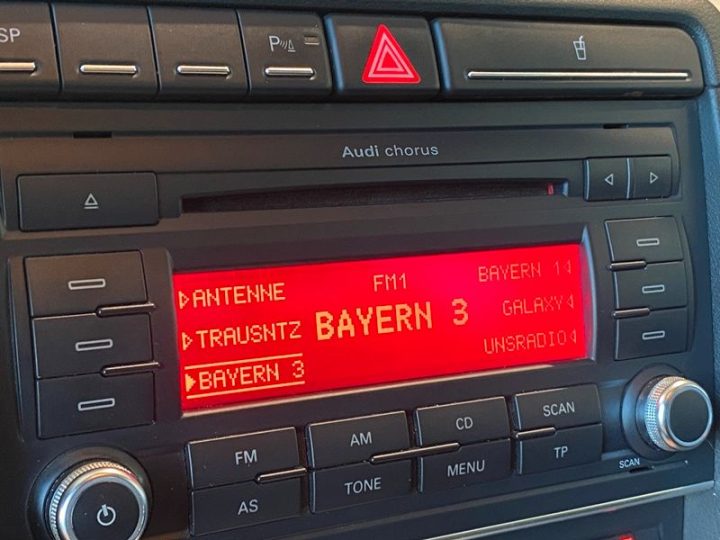 SP
P
Audi chorus
ANTENNE
FM1
BAYERN 1
TRAUSNTZ
BAYERN 3
GALAXY
BAYERN 3
UNSRADIO
FM
AM
CD
SCAN
AS
TONE
MENU
TP
SCAN